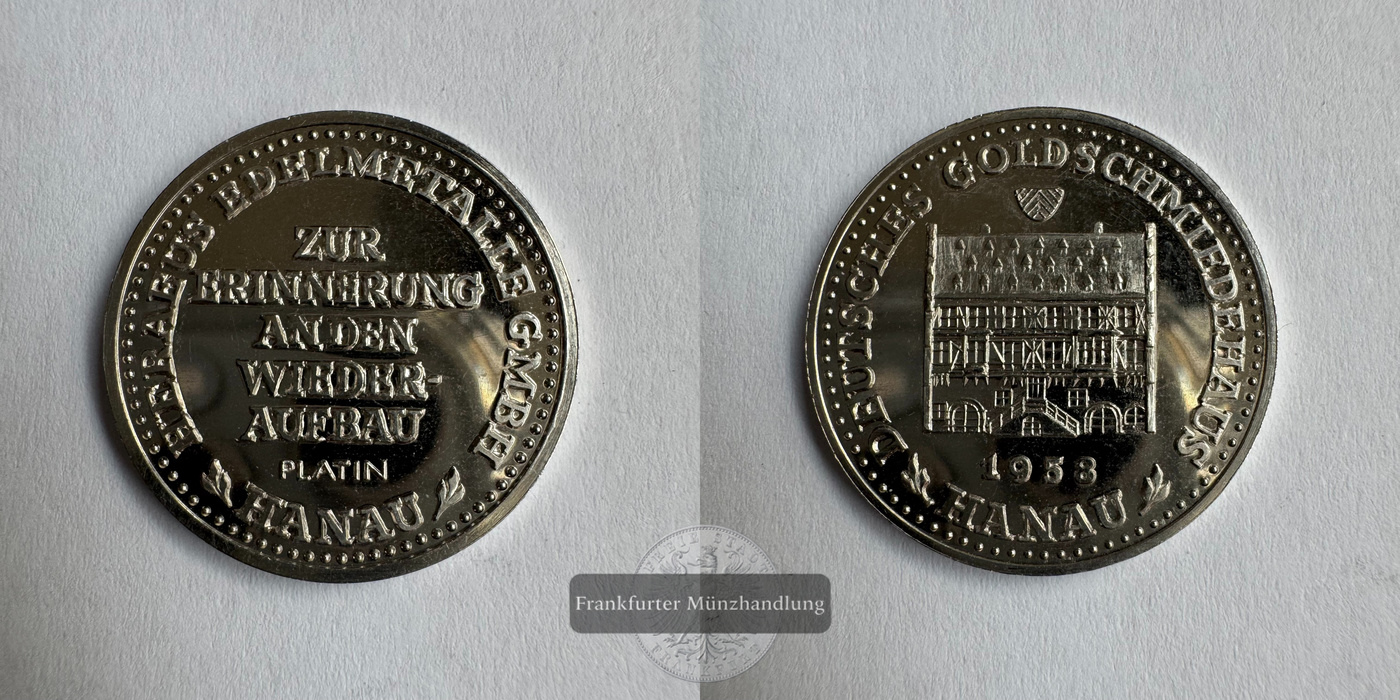 HERAEUS EDELMETALLE GMBH
ZUR
ERINNERUNG
AN DEN
WIEDER-
AUFBAU
PLATIN
HANAU
DEUTSCHES GOLDSCHMIEDEHAUS
1958
HANAU
Frankfurter Münzhandlung